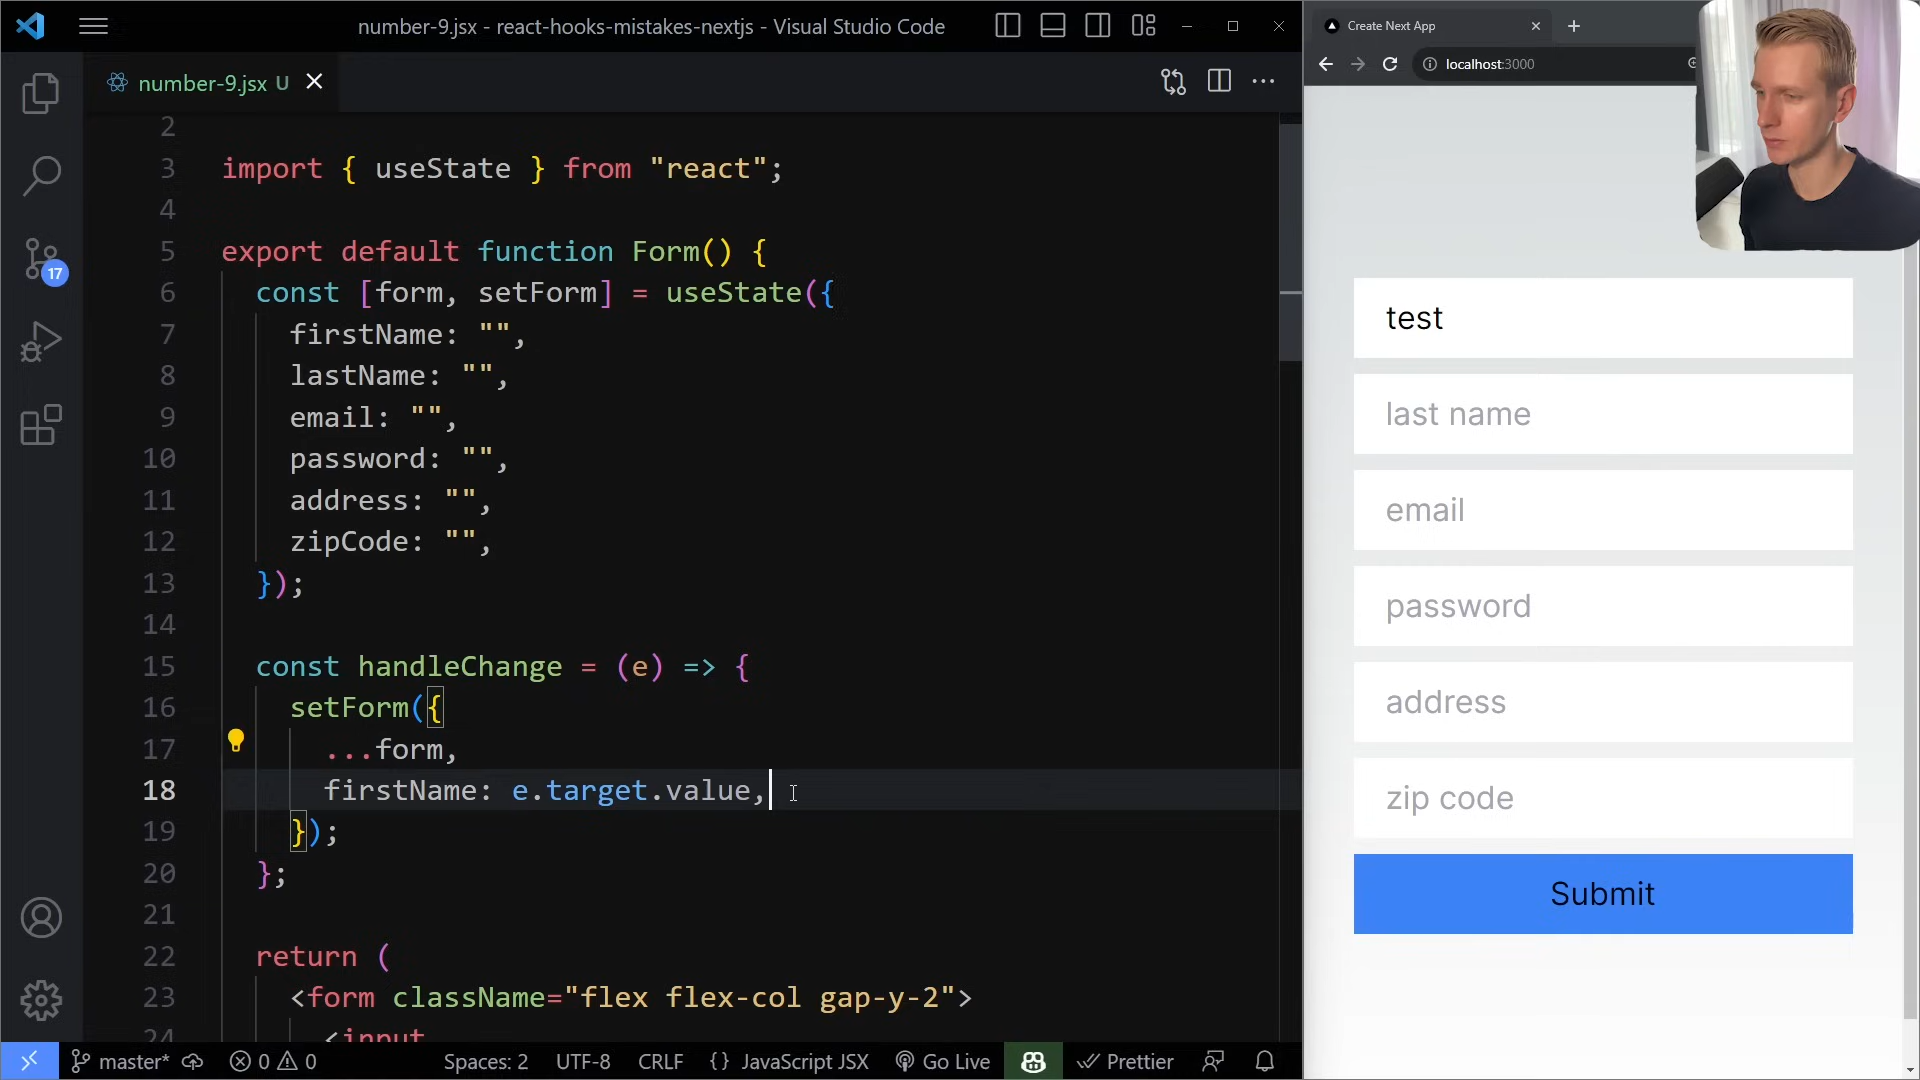 number-9.jsx - react-hooks-mistakes-nextjs - Visual Studio Code
number-9.jsx U
17
2
3 import { useState } from "react";
4
5 export default function Form() {
6 const [form, setForm] = useState({
7 firstName: "",
8 lastName: "",
9 email: "",
10 password: "",
11 address: "",
12 zipCode: "",
13 });
14
15 const handleChange = (e) => {
16 setForm({
17 ...form,
18 firstName: e.target.value,
19 });
20 };
21
22 return (
23 <form className="flex flex-col gap-y-2">
24 <input
master* 0 0 Spaces: 2 UTF-8 CRLF {} JavaScript JSX Go Live Prettier
Create Next App
localhost:3000
test
last name
email
password
address
zip code
Submit